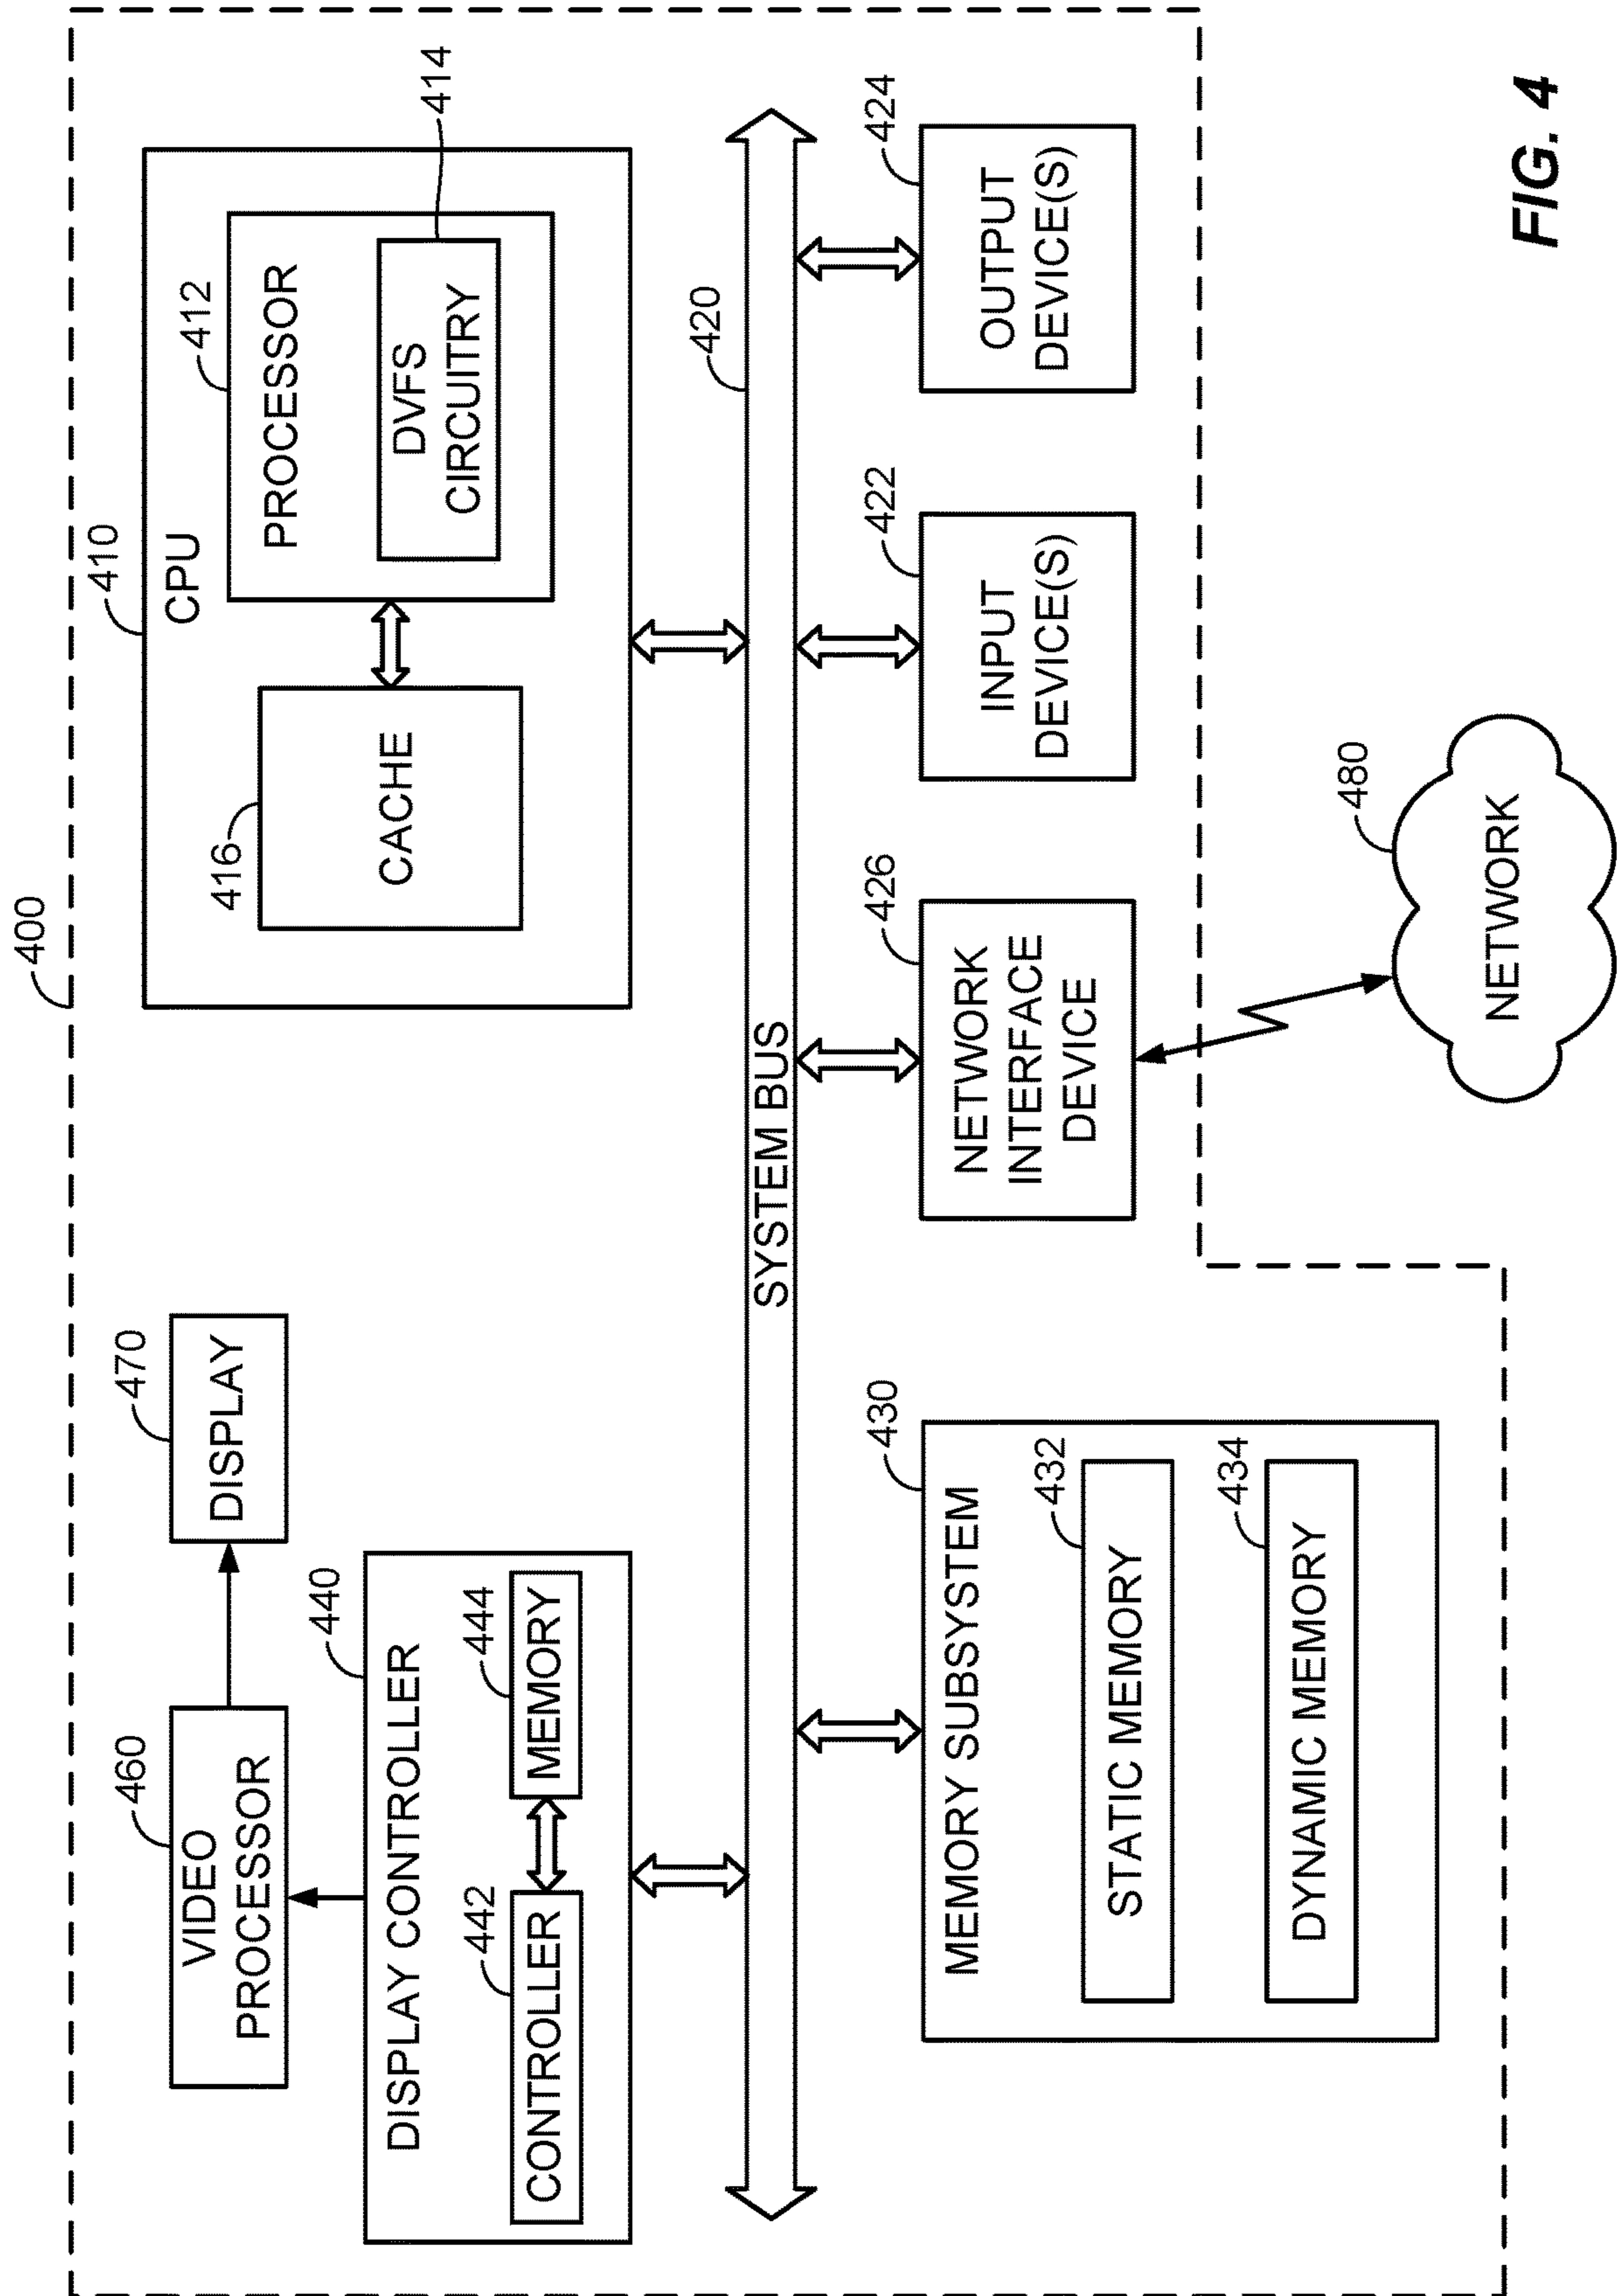 400
410
CPU
412
PROCESSOR
DVFS
CIRCUITRY
414
416
CACHE
460
VIDEO
PROCESSOR
470
DISPLAY
440
DISPLAY CONTROLLER
442
CONTROLLER
444
MEMORY
420
SYSTEM BUS
430
MEMORY SUBSYSTEM
432
STATIC MEMORY
434
DYNAMIC MEMORY
426
NETWORK
INTERFACE
DEVICE
422
INPUT
DEVICE(S)
424
OUTPUT
DEVICE(S)
480
NETWORK
FIG. 4